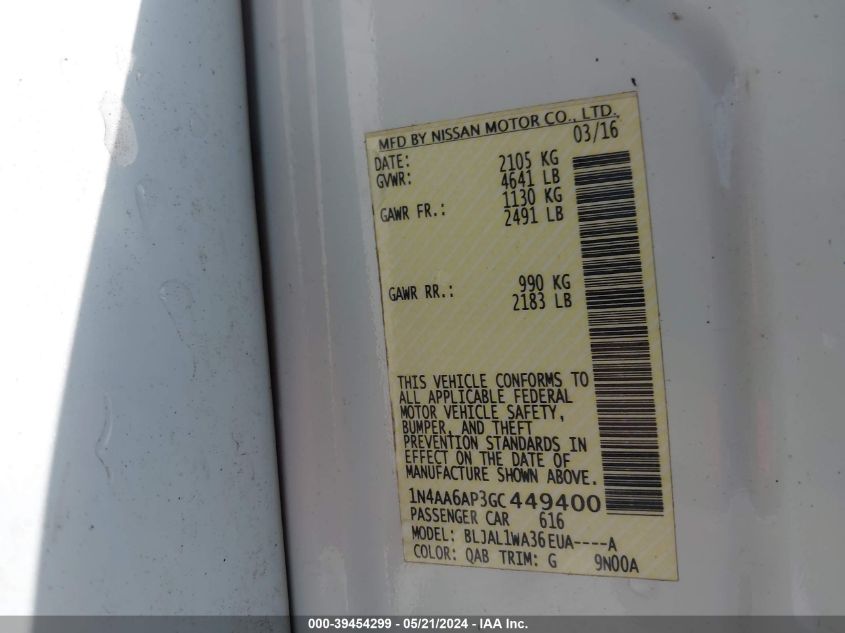 MFD BY NISSAN MOTOR CO., LTD.
DATE: 03/16
GVWR: 2105 KG
4641 LB
GAWR FR.: 1130 KG
2491 LB
GAWR RR.: 990 KG
2183 LB
THIS VEHICLE CONFORMS TO
ALL APPLICABLE FEDERAL
MOTOR VEHICLE SAFETY,
BUMPER, AND THEFT
PREVENTION STANDARDS IN
EFFECT ON THE DATE OF
MANUFACTURE SHOWN ABOVE.
1N4AA6AP3GC449400
PASSENGER CAR 616
MODEL: BLJAL1WA36EUA----A
COLOR: QAB TRIM: G 9N00A
000-39454299 - 05/21/2024 - IAA Inc.